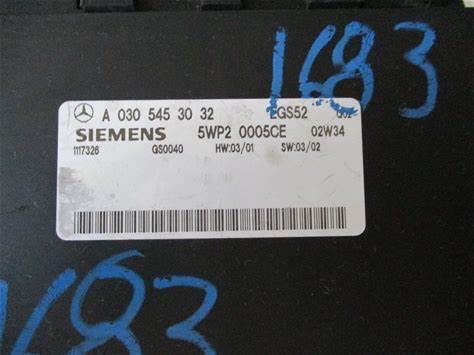 1683
A 030 545 30 32 EGS52
SIEMENS 5WP2 0005CE 02W34
1117326 GS0040 HW:03/01 SW:03/02
1683